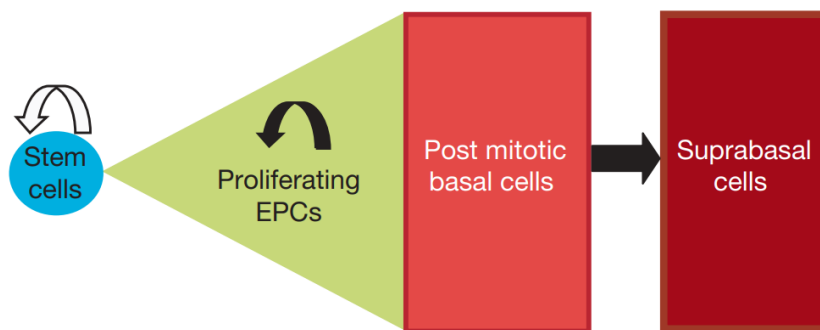 Stem
cells
Proliferating
EPCs
Post mitotic
basal cells
Suprabasal
cells